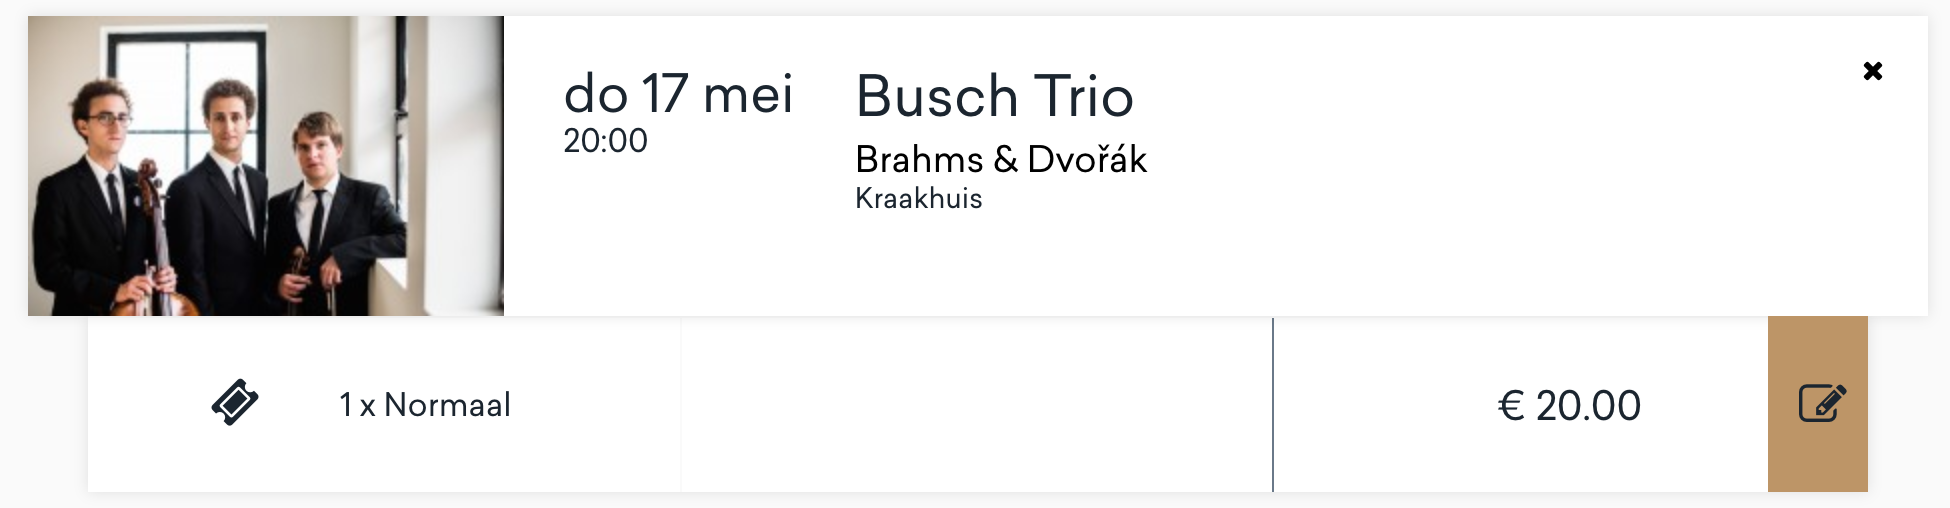 do 17 mei
20:00
Busch Trio
Brahms & Dvořák
Kraakhuis
1 x Normaal
€ 20.00